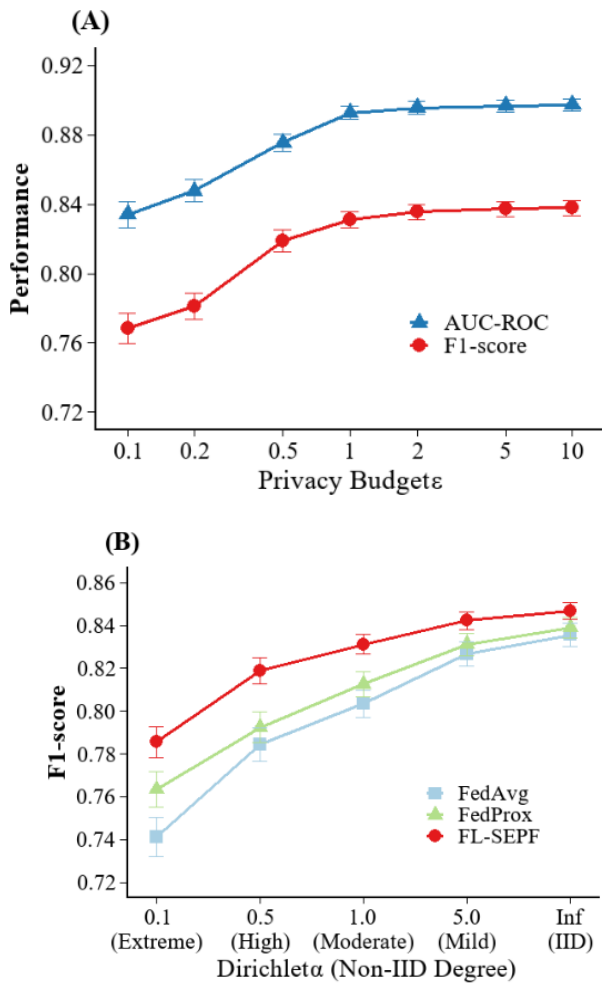 (A)
Performance
0.92
0.88
0.84
0.80
0.76
0.72
AUC-ROC
F1-score
0.1 0.2 0.5 1 2 5 10
Privacy Budgetε
(B)
F1-score
0.86
0.84
0.82
0.80
0.78
0.76
0.74
0.72
FedAvg
FedProx
FL-SEPF
0.1 0.5 1.0 5.0 Inf
(Extreme) (High) (Moderate) (Mild) (IID)
Dirichletα (Non-IID Degree)